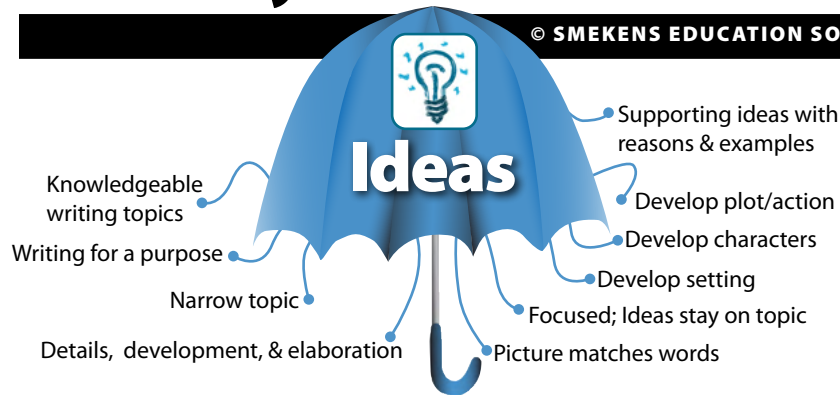 © SMEKENS EDUCATION SO
Ideas
Supporting ideas with
reasons & examples
Knowledgeable
writing topics
Develop plot/action
Writing for a purpose
Develop characters
Develop setting
Narrow topic
Focused; Ideas stay on topic
Details, development, & elaboration
Picture matches words